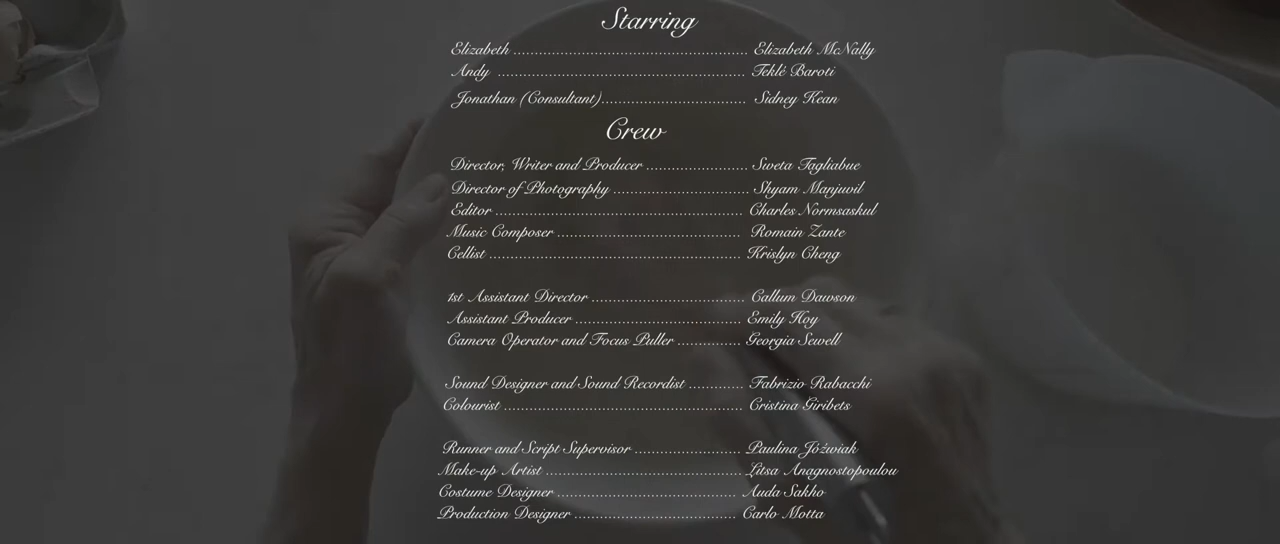 Starring
Elizabeth ........................................................ Elizabeth McNally
Andy .......................................................... Teklé Baroti
Jonathan (Consultant).................................. Sidney Kean
Crew
Director, Writer and Producer ........................ Sweta Tagliabue
Director of Photography ................................ Shyam Manjuvil
Editor .......................................................... Charles Normsaskul
Music Composer ........................................... Romain Zante
Cellist ........................................................... Krislyn Cheng
1st Assistant Director ................................... Callum Dawson
Assistant Producer ....................................... Emily Hoy
Camera Operator and Focus Puller ............... Georgia Sewell
Sound Designer and Sound Recordist ............. Fabrizio Rabacchi
Colourist ........................................................ Cristina Giribets
Runner and Script Supervisor ......................... Paulina Jóźwiak
Make-up Artist .............................................. Litsa Anagnostopoulou
Costume Designer .......................................... Auda Sakho
Production Designer ...................................... Carlo Motta